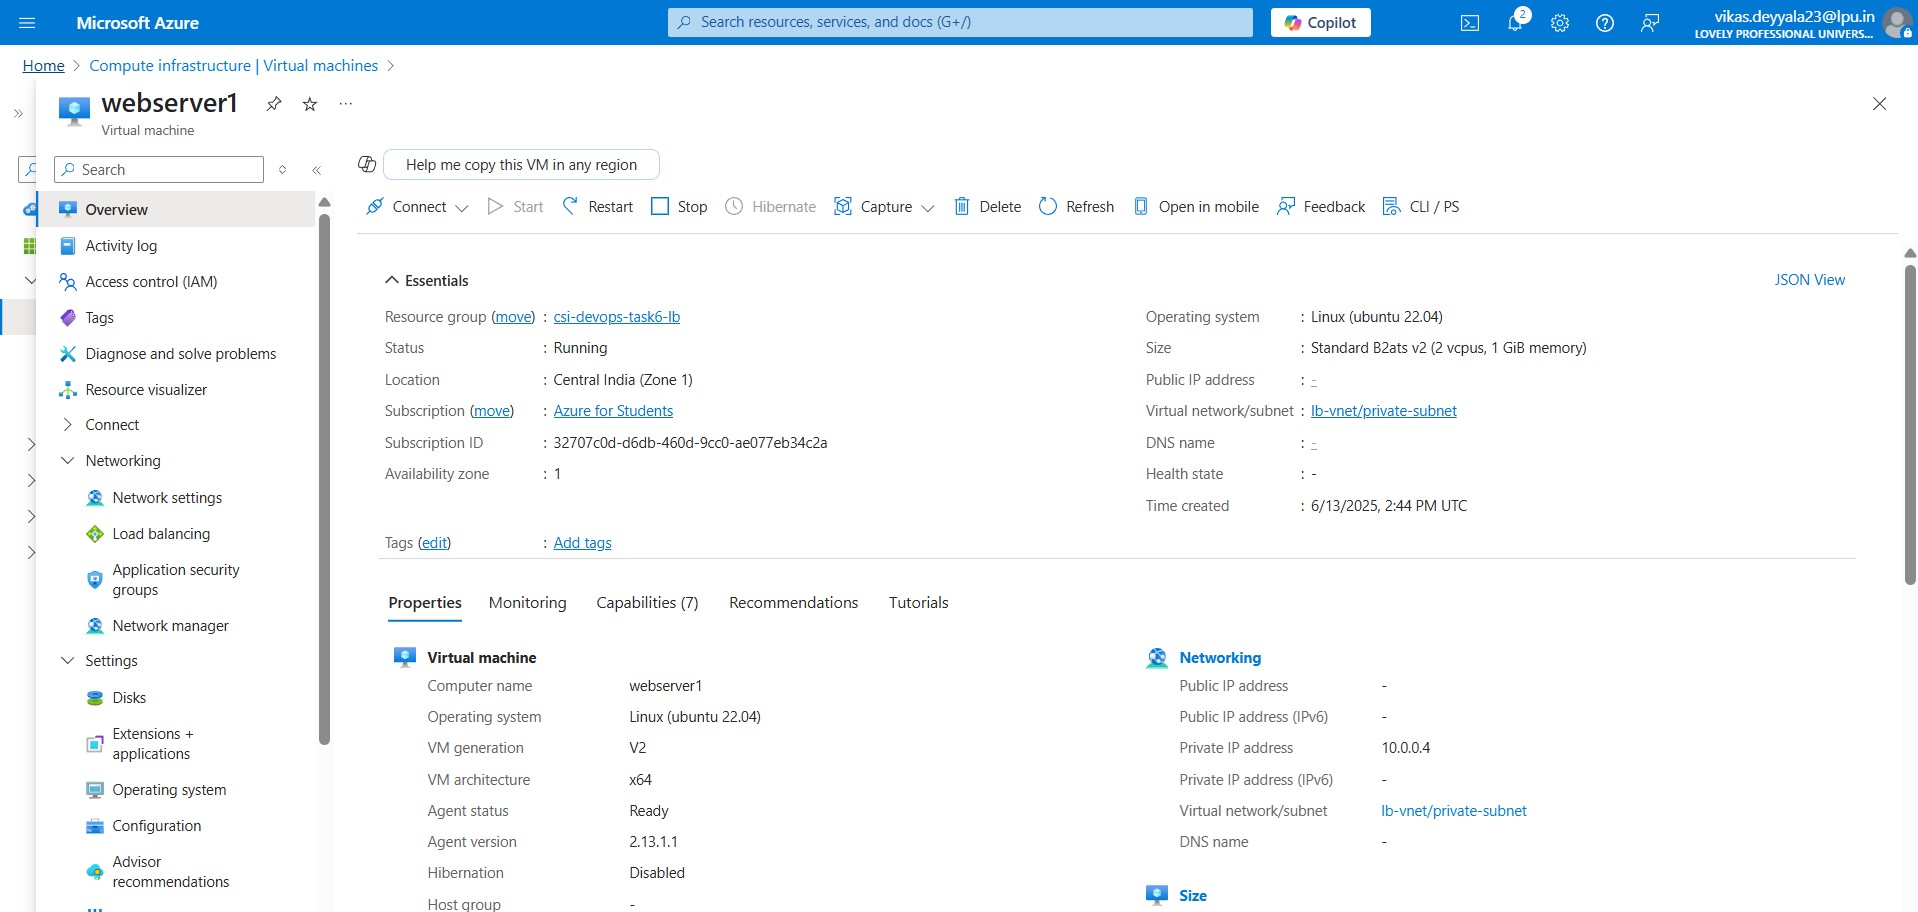 Microsoft Azure
Search resources, services, and docs (G+/)
Copilot
2
vikas.deyyala23@lpu.in
LOVELY PROFESSIONAL UNIVERS...
Home > Compute infrastructure | Virtual machines >
webserver1
Virtual machine
Search
Overview
Activity log
Access control (IAM)
Tags
Diagnose and solve problems
Resource visualizer
Connect
Networking
Network settings
Load balancing
Application security
groups
Network manager
Settings
Disks
Extensions +
applications
Operating system
Configuration
Advisor
recommendations
Help me copy this VM in any region
Connect Start Restart Stop Hibernate Capture Delete Refresh Open in mobile Feedback CLI / PS
Essentials
JSON View
Resource group (move) : csi-devops-task6-lb
Status : Running
Location : Central India (Zone 1)
Subscription (move) : Azure for Students
Subscription ID : 32707c0d-d6db-460d-9cc0-ae077eb34c2a
Availability zone : 1
Operating system : Linux (ubuntu 22.04)
Size : Standard B2ats v2 (2 vcpus, 1 GiB memory)
Public IP address : -
Virtual network/subnet : lb-vnet/private-subnet
DNS name : -
Health state : -
Time created : 6/13/2025, 2:44 PM UTC
Tags (edit) : Add tags
Properties Monitoring Capabilities (7) Recommendations Tutorials
Virtual machine
Computer name webserver1
Operating system Linux (ubuntu 22.04)
VM generation V2
VM architecture x64
Agent status Ready
Agent version 2.13.1.1
Hibernation Disabled
Host group -
Networking
Public IP address -
Public IP address (IPv6) -
Private IP address 10.0.0.4
Private IP address (IPv6) -
Virtual network/subnet lb-vnet/private-subnet
DNS name -
Size